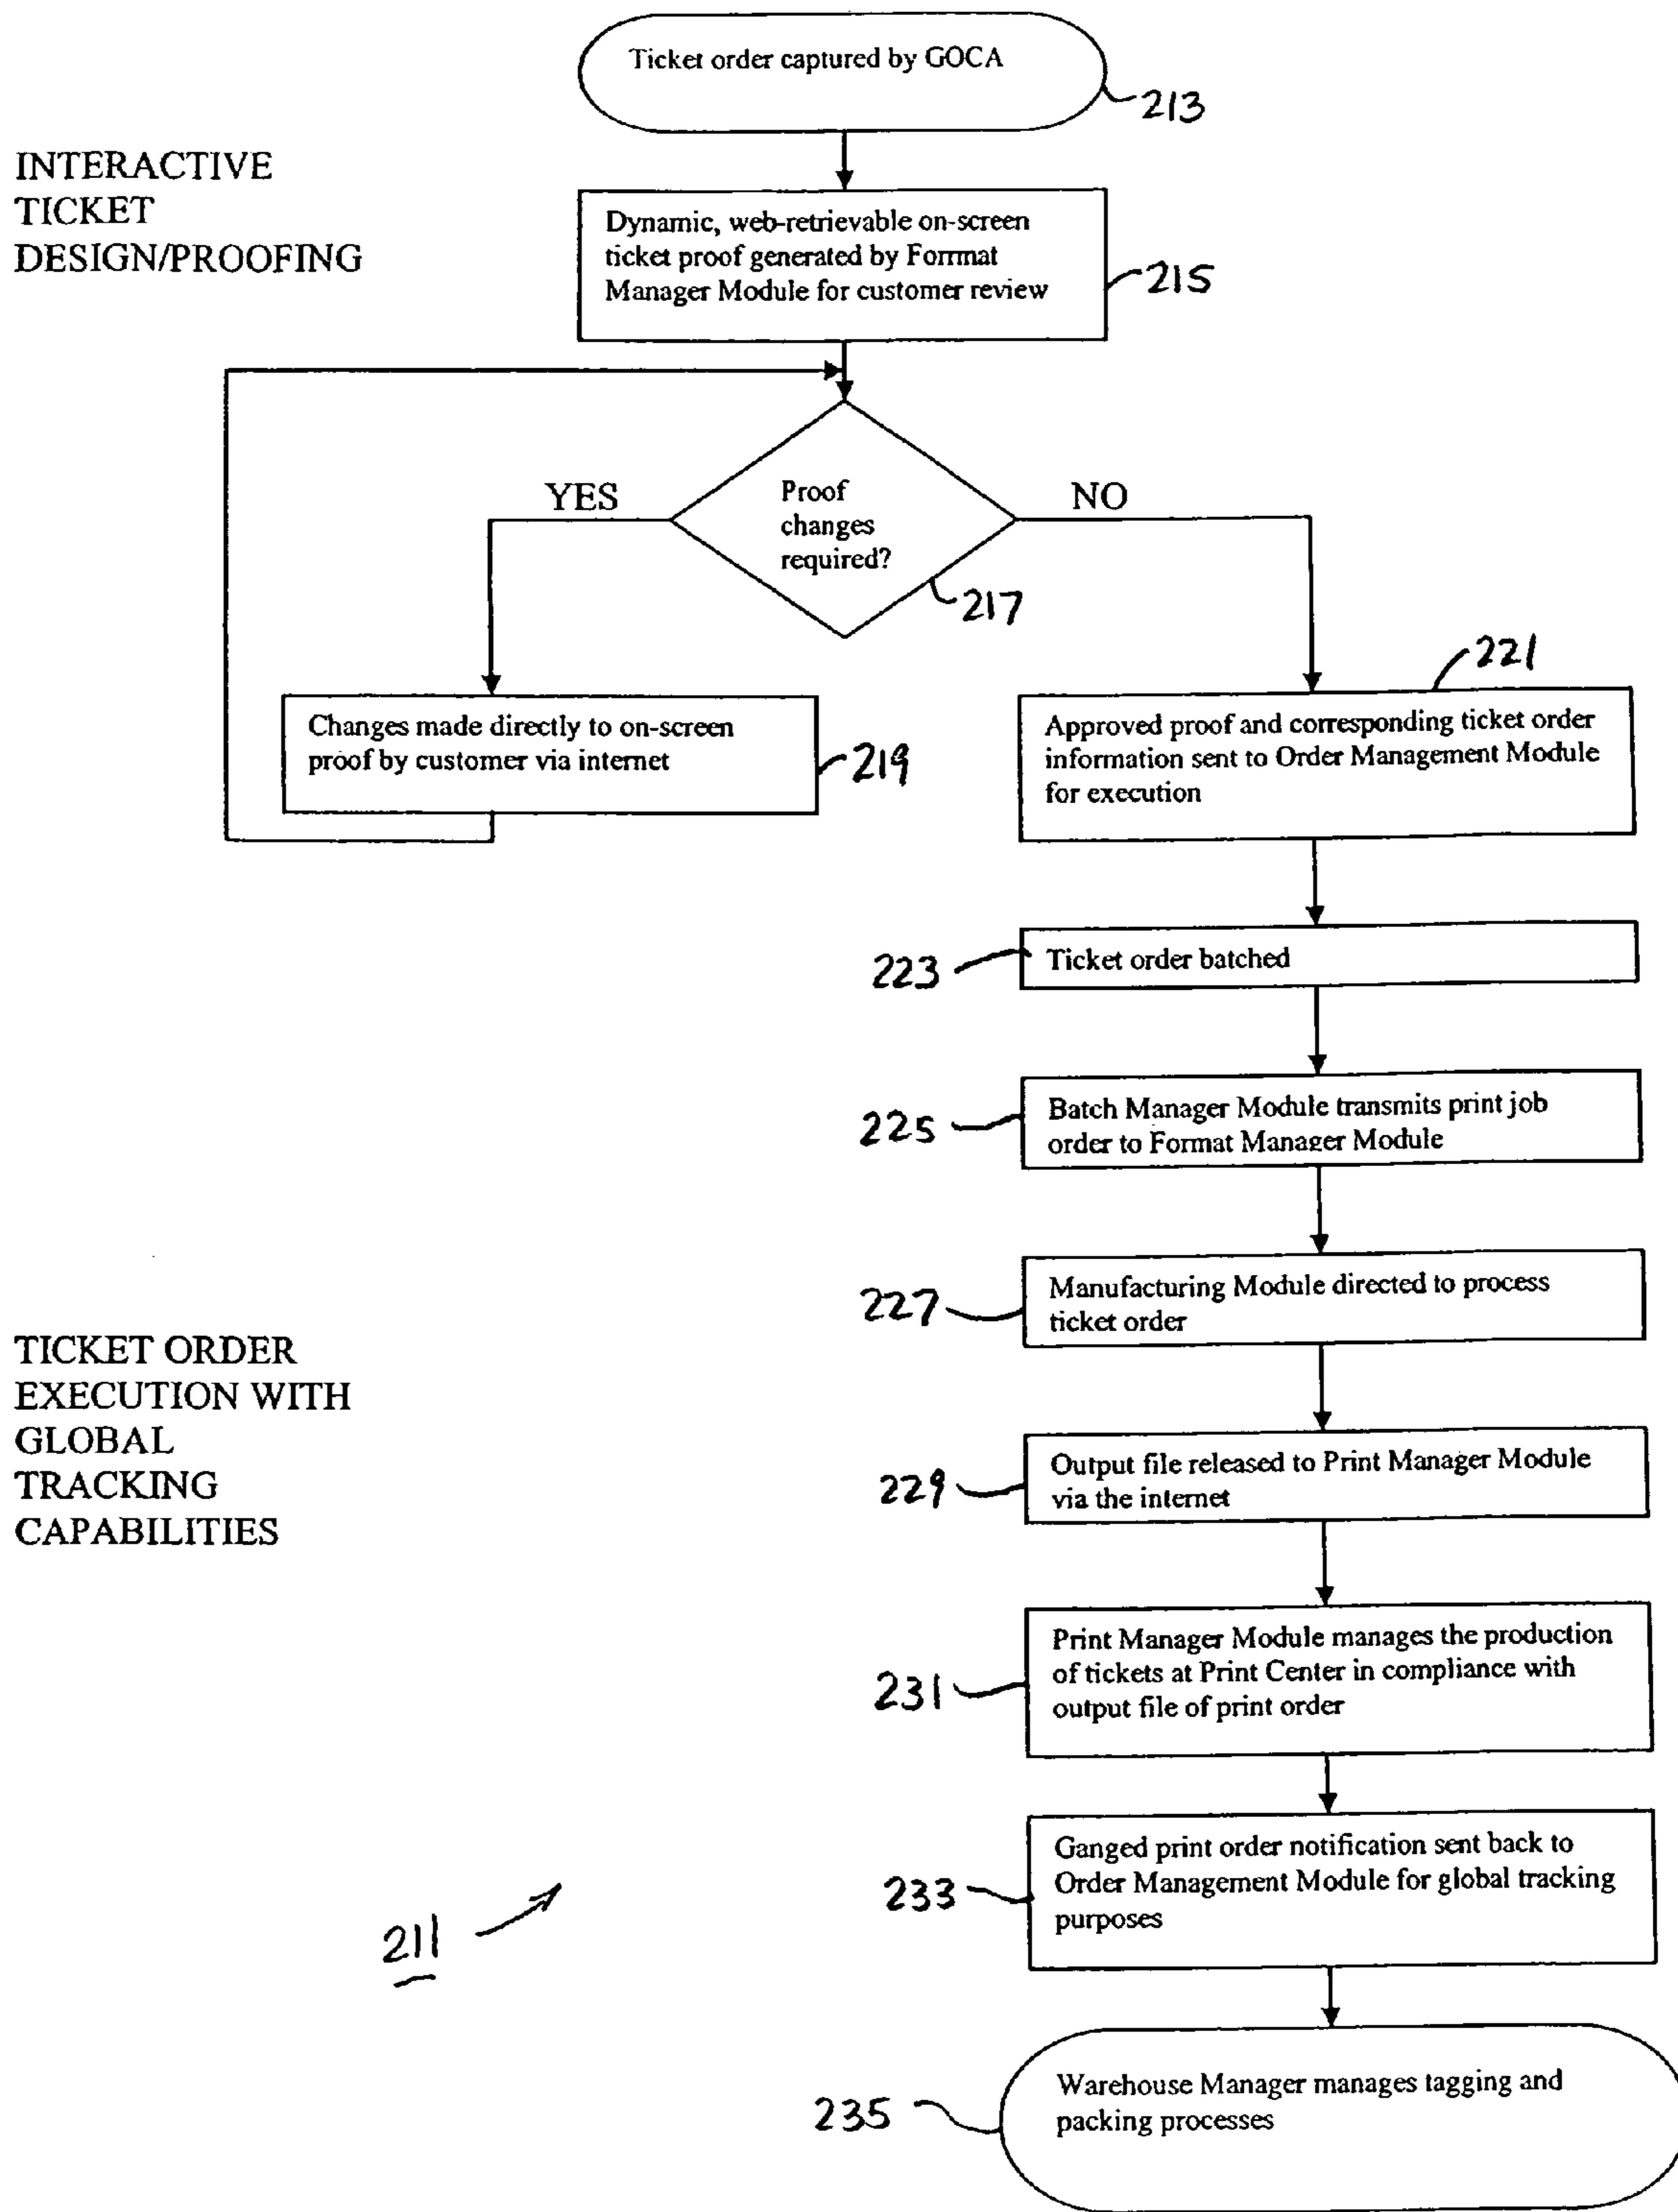 Ticket order captured by GOCA
213
INTERACTIVE
TICKET
DESIGN/PROOFING
Dynamic, web-retrievable on-screen
ticket proof generated by Forrmat
Manager Module for customer review
215
YES
NO
Proof
changes
required?
217
221
Changes made directly to on-screen
proof by customer via internet
219
Approved proof and corresponding ticket order
information sent to Order Management Module
for execution
223
Ticket order batched
225
Batch Manager Module transmits print job
order to Format Manager Module
227
Manufacturing Module directed to process
ticket order
TICKET ORDER
EXECUTION WITH
GLOBAL
TRACKING
CAPABILITIES
229
Output file released to Print Manager Module
via the internet
231
Print Manager Module manages the production
of tickets at Print Center in compliance with
output file of print order
233
Ganged print order notification sent back to
Order Management Module for global tracking
purposes
211
235
Warehouse Manager manages tagging and
packing processes